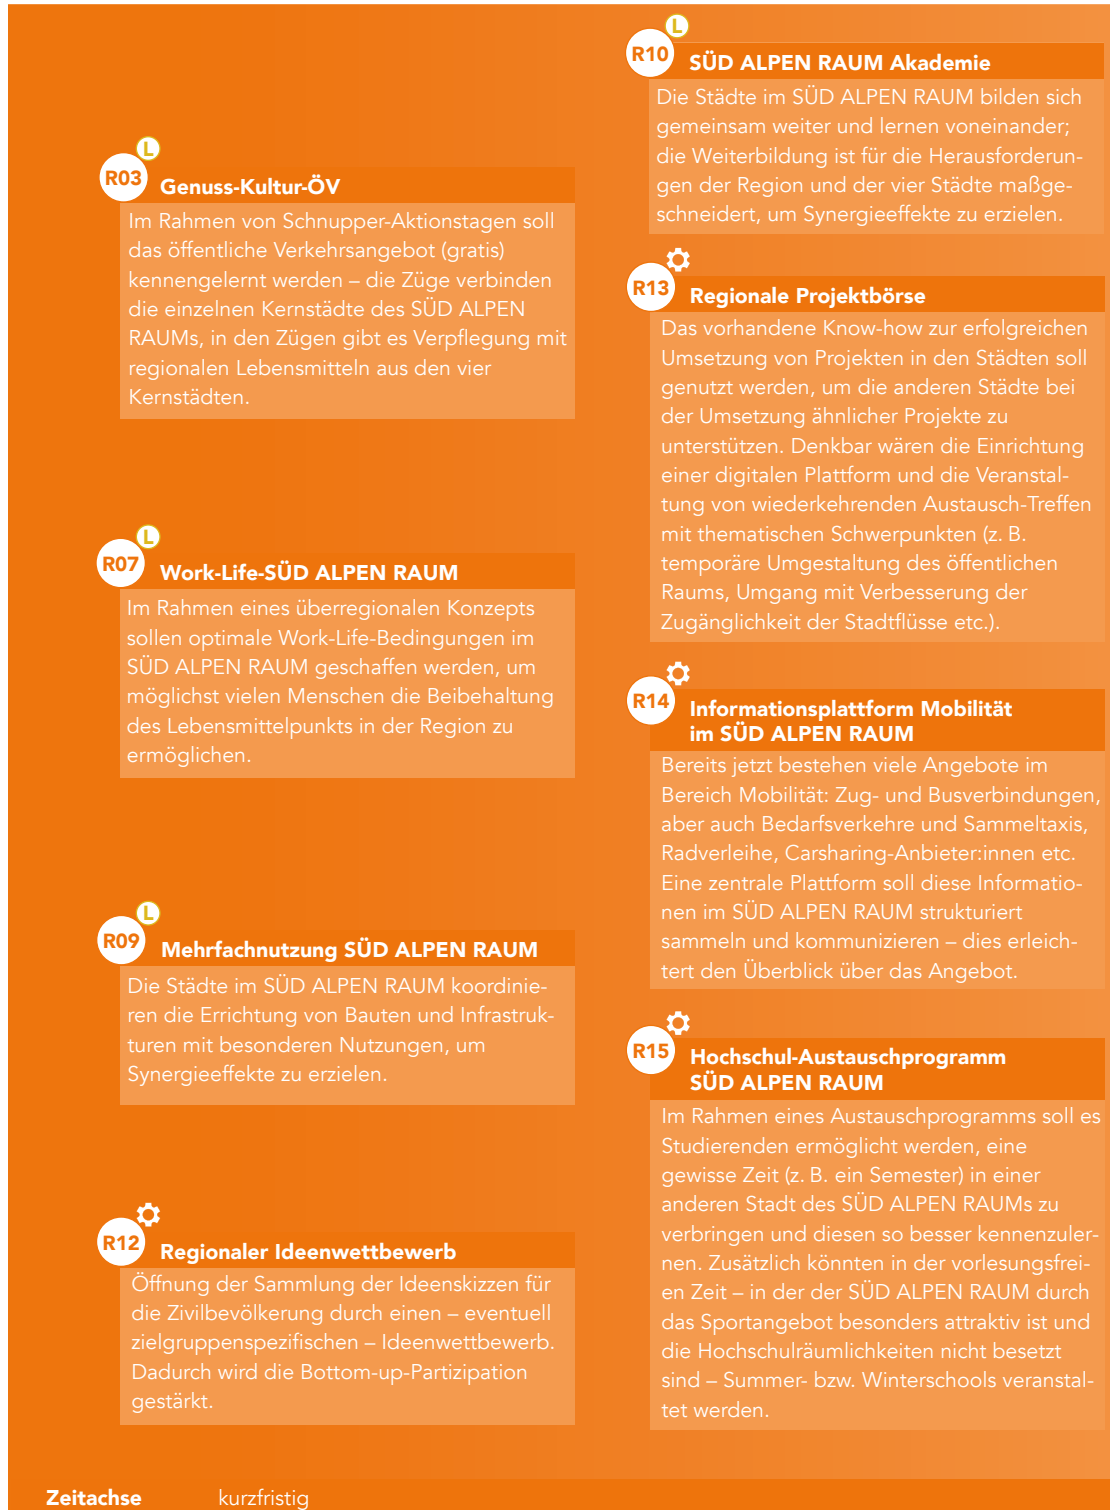 L
R03
Genuss-Kultur-ÖV
Im Rahmen von Schnupper-Aktionstagen soll
das öffentliche Verkehrsangebot (gratis)
kennengelernt werden – die Züge verbinden
die einzelnen Kernstädte des SÜD ALPEN
RAUMs, in den Zügen gibt es Verpflegung mit
regionalen Lebensmitteln aus den vier
Kernstädten.
L
R07
Work-Life-SÜD ALPEN RAUM
Im Rahmen eines überregionalen Konzepts
sollen optimale Work-Life-Bedingungen im
SÜD ALPEN RAUM geschaffen werden, um
möglichst vielen Menschen die Beibehaltung
des Lebensmittelpunkts in der Region zu
ermöglichen.
L
R09
Mehrfachnutzung SÜD ALPEN RAUM
Die Städte im SÜD ALPEN RAUM koordinie-
ren die Errichtung von Bauten und Infrastruk-
turen mit besonderen Nutzungen, um
Synergieeffekte zu erzielen.
R12
Regionaler Ideenwettbewerb
Öffnung der Sammlung der Ideenskizzen für
die Zivilbevölkerung durch einen – eventuell
zielgruppenspezifischen – Ideenwettbewerb.
Dadurch wird die Bottom-up-Partizipation
gestärkt.
L
R10
SÜD ALPEN RAUM Akademie
Die Städte im SÜD ALPEN RAUM bilden sich
gemeinsam weiter und lernen voneinander;
die Weiterbildung ist für die Herausforderun-
gen der Region und der vier Städte maßge-
schneidert, um Synergieeffekte zu erzielen.
R13
Regionale Projektbörse
Das vorhandene Know-how zur erfolgreichen
Umsetzung von Projekten in den Städten soll
genutzt werden, um die anderen Städte bei
der Umsetzung ähnlicher Projekte zu
unterstützen. Denkbar wären die Einrichtung
einer digitalen Plattform und die Veranstal-
tung von wiederkehrenden Austausch-Treffen
mit thematischen Schwerpunkten (z. B.
temporäre Umgestaltung des öffentlichen
Raums, Umgang mit Verbesserung der
Zugänglichkeit der Stadtflüsse etc.).
R14
Informationsplattform Mobilität
im SÜD ALPEN RAUM
Bereits jetzt bestehen viele Angebote im
Bereich Mobilität: Zug- und Busverbindungen,
aber auch Bedarfsverkehre und Sammeltaxis,
Radverleihe, Carsharing-Anbieter:innen etc.
Eine zentrale Plattform soll diese Informatio-
nen im SÜD ALPEN RAUM strukturiert
sammeln und kommunizieren – dies erleich-
tert den Überblick über das Angebot.
R15
Hochschul-Austauschprogramm
SÜD ALPEN RAUM
Im Rahmen eines Austauschprogramms soll es
Studierenden ermöglicht werden, eine
gewisse Zeit (z. B. ein Semester) in einer
anderen Stadt des SÜD ALPEN RAUMs zu
verbringen und diesen so besser kennenzuler-
nen. Zusätzlich könnten in der vorlesungsfrei-
en Zeit – in der der SÜD ALPEN RAUM durch
das Sportangebot besonders attraktiv ist und
die Hochschulräumlichkeiten nicht besetzt
sind – Summer- bzw. Winterschools veranstal-
tet werden.
Zeitachse kurzfristig